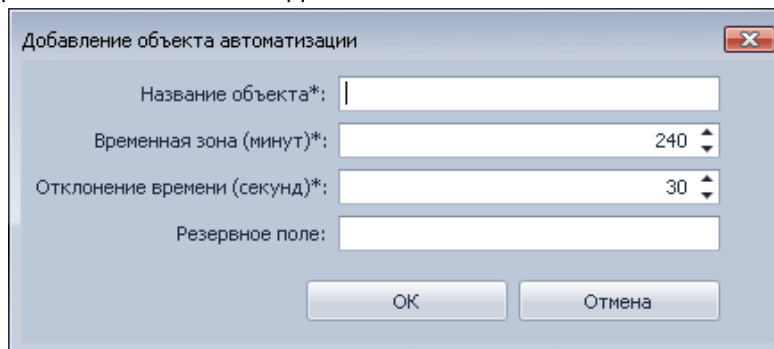 Добавление объекта автоматизации
Название объекта*:
Временная зона (минут)*: 240
Отклонение времени (секунд)*: 30
Резервное поле:
ОК Отмена